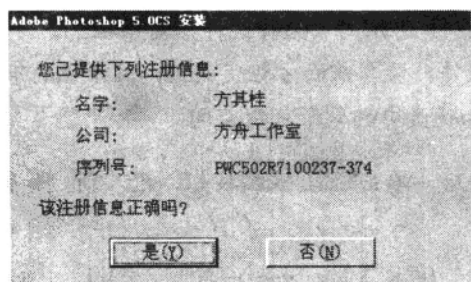 Adobe Photoshop 5.0CS 安装
您已提供下列注册信息:
名字: 方其桂
公司: 方舟工作室
序列号: PWC502R7100237-374
该注册信息正确吗?
是(Y) 否(N)